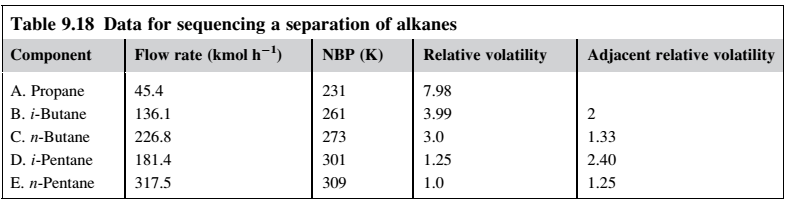 Table 9.18 Data for sequencing a separation of alkanes
Component Flow rate (kmol h⁻¹) NBP (K) Relative volatility Adjacent relative volatility
A. Propane 45.4 231 7.98
B. i-Butane 136.1 261 3.99 2
C. n-Butane 226.8 273 3.0 1.33
D. i-Pentane 181.4 301 1.25 2.40
E. n-Pentane 317.5 309 1.0 1.25